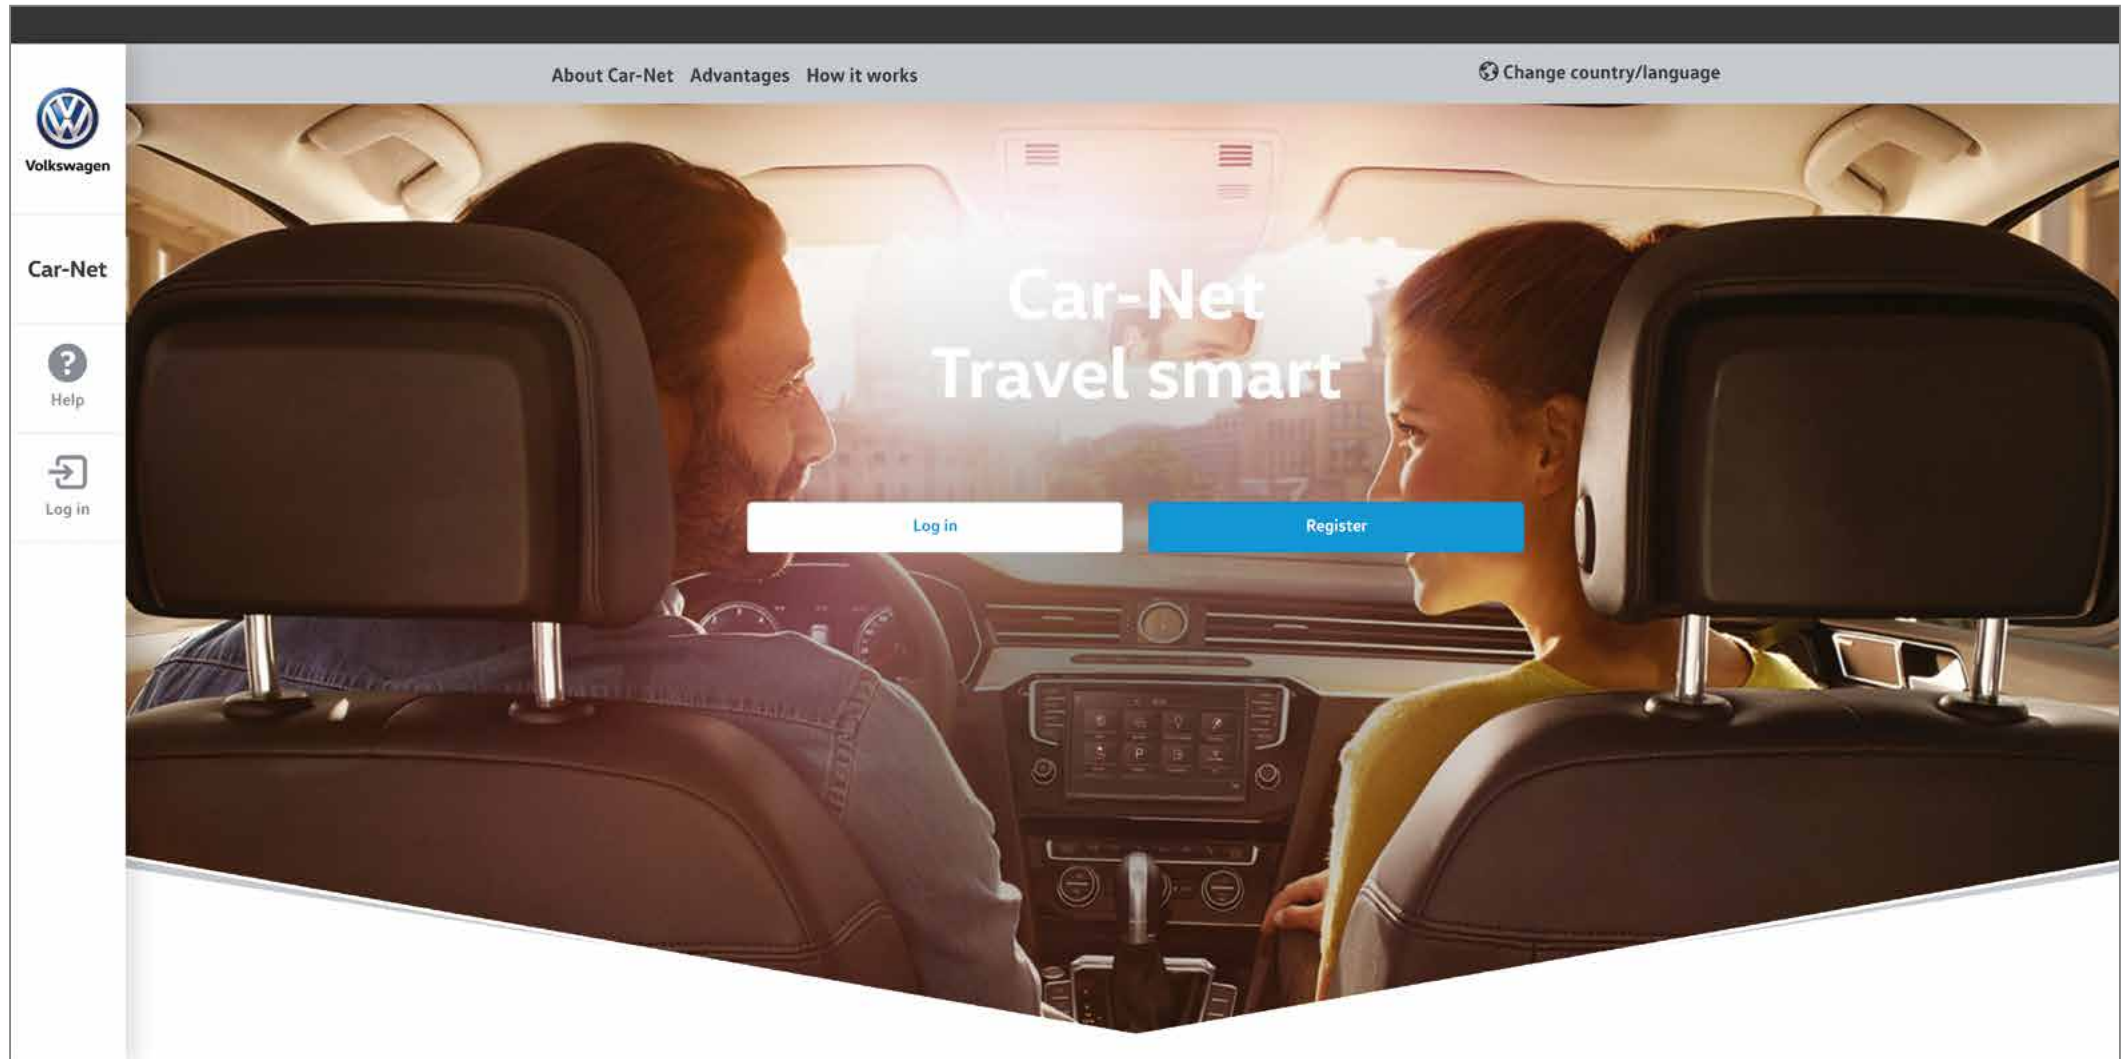 About Car-Net Advantages How it works
Change country/language
Volkswagen
Car-Net
Help
Log in
Car-Net
Travel smart
Log in
Register
P